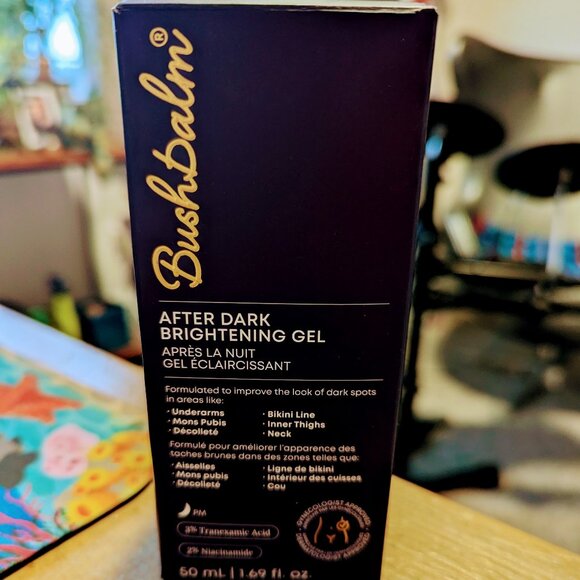 BushBalm®
AFTER DARK
BRIGHTENING GEL
APRÈS LA NUIT
GEL ÉCLAIRCISSANT
Formulated to improve the look of dark spots
in areas like:
· Underarms · Bikini Line
· Mons Pubis · Inner Thighs
· Décolleté · Neck
Formulé pour améliorer l'apparence des
taches brunes dans des zones telles que:
· Aisselles · Ligne de bikini
· Mons pubis · Intérieur des cuisses
· Décolleté · Cou
PM
GYNECOLOGIST APPROVED
3% Tranexamic Acid
2% Niacinamide
50 mL | 1.69 fl. oz.